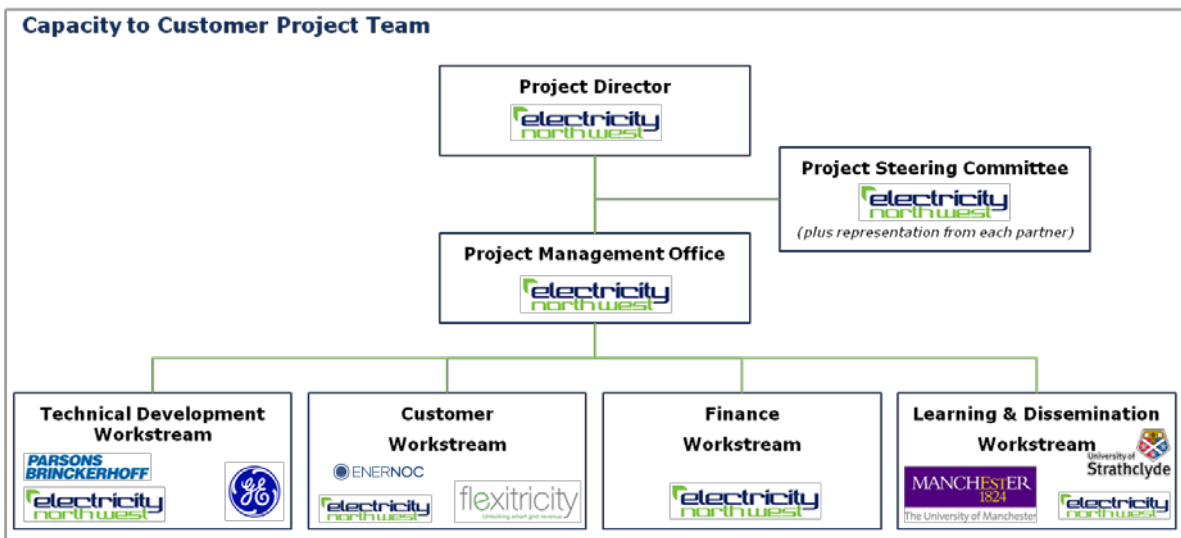 Capacity to Customer Project Team
Project Director
electricity
north west
Project Steering Committee
electricity
north west
(plus representation from each partner)
Project Management Office
electricity
north west
Technical Development
Workstream
PARSONS
BRINCKERHOFF
GE
electricity
north west
Customer
Workstream
ENERNOC
electricity
north west
flexitricity
Unlocking smart grid revenue
Finance
Workstream
electricity
north west
Learning & Dissemination
Workstream
University of
Strathclyde
MANCHESTER
1824
The University of Manchester
electricity
north west